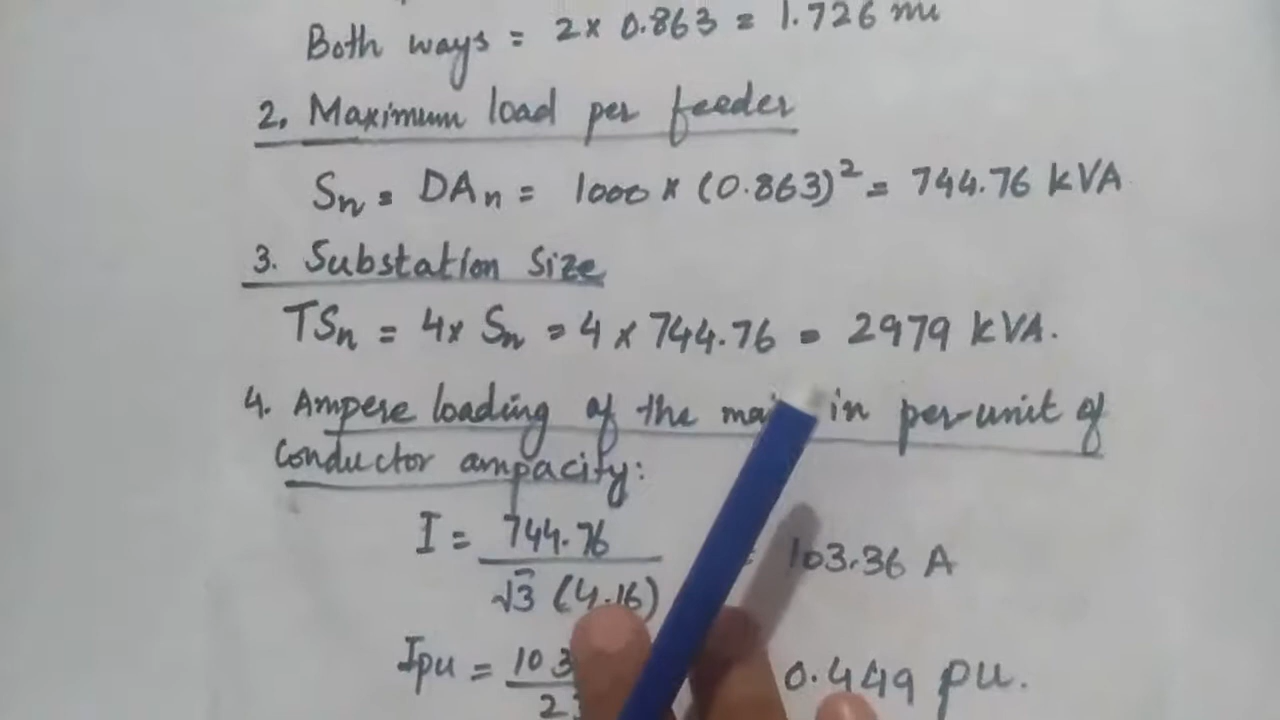 Both ways = 2 x 0.863 = 1.726 mi
2. Maximum load per feeder
Sn = DAn = 1000 x (0.863)² = 744.76 kVA
3. Substation Size
TSn = 4x Sn = 4 x 744.76 = 2979 kVA.
4. Ampere loading of the in per-unit of
Conductor ampacity:
I = 744.76 / √3 (4.16) = 103.36 A
Ipu = 0.449 pu.